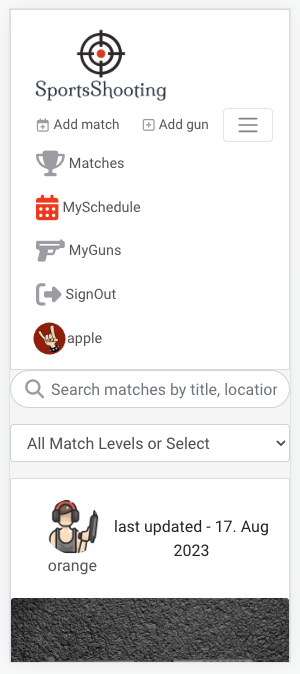 SportsShooting
Add match Add gun
Matches
MySchedule
MyGuns
SignOut
apple
Search matches by title, location
All Match Levels or Select
last updated - 17. Aug
2023
orange